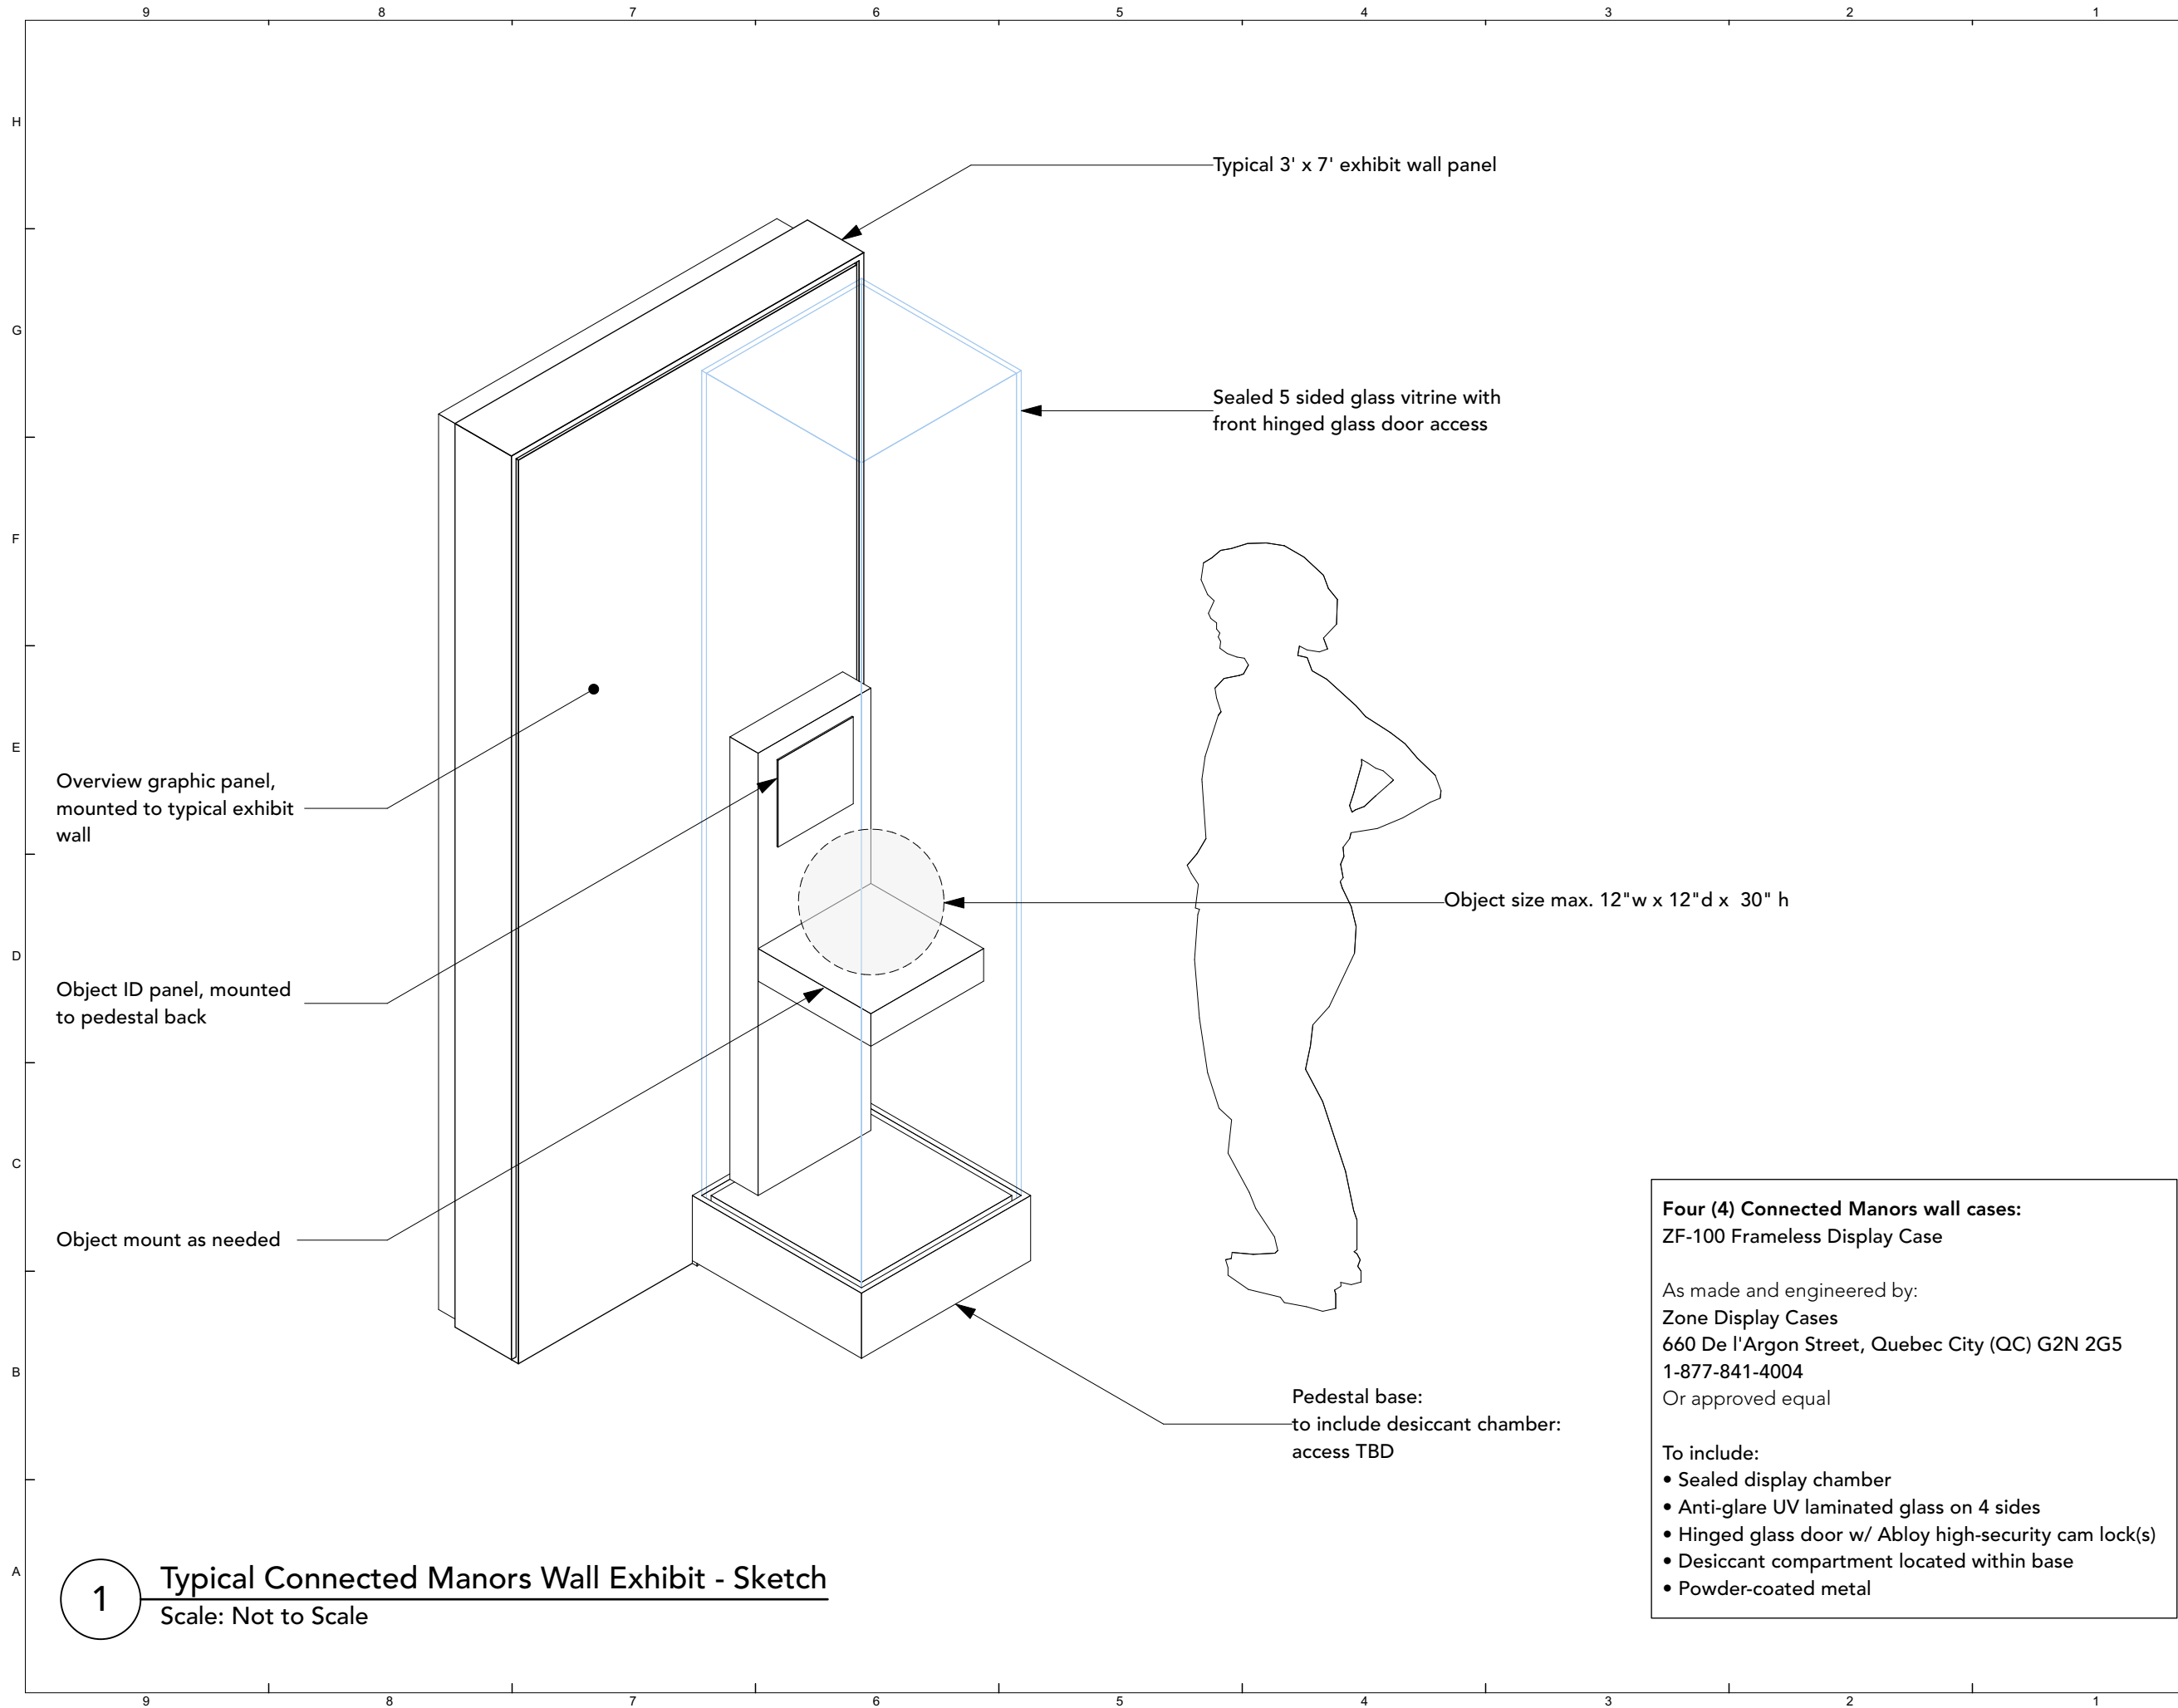 9 8 7 6 5 4 3 2 1
H
Typical 3' x 7' exhibit wall panel
G
Sealed 5 sided glass vitrine with
front hinged glass door access
F
E
Overview graphic panel,
mounted to typical exhibit
wall
Object size max. 12"w x 12"d x  30" h
D
Object ID panel, mounted
to pedestal back
C
Object mount as needed
B
Pedestal base:
to include desiccant chamber:
access TBD
Four (4) Connected Manors wall cases:
ZF-100 Frameless Display Case
As made and engineered by:
Zone Display Cases
660 De l'Argon Street, Quebec City (QC) G2N 2G5
1-877-841-4004
Or approved equal
To include:
• Sealed display chamber
• Anti-glare UV laminated glass on 4 sides
• Hinged glass door w/ Abloy high-security cam lock(s)
• Desiccant compartment located within base
• Powder-coated metal
A
1
Typical Connected Manors Wall Exhibit - Sketch
Scale: Not to Scale
9 8 7 6 5 4 3 2 1